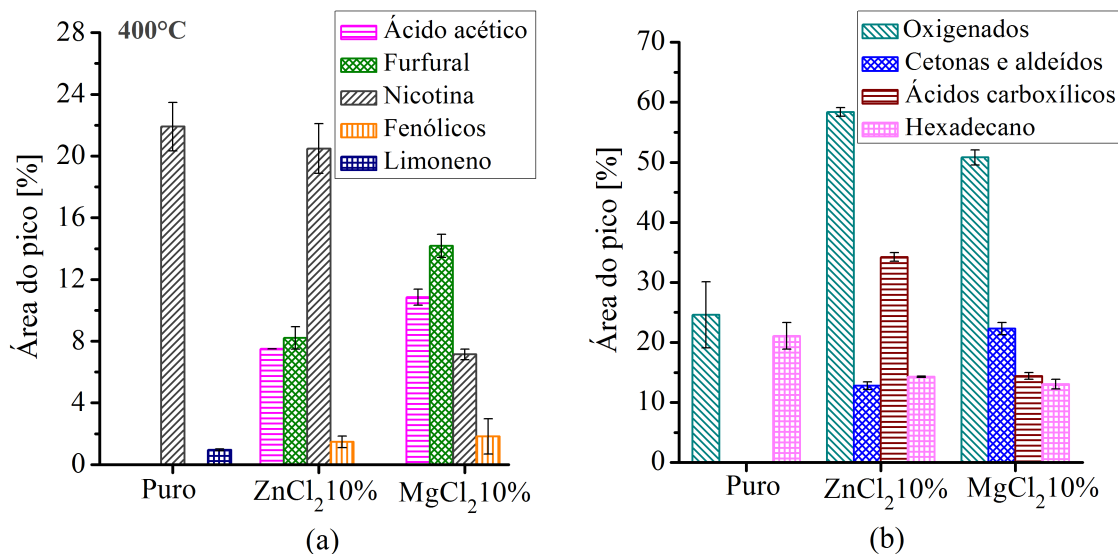 400°C
Ácido acético
Furfural
Nicotina
Fenólicos
Limoneno
Área do pico [%]
28
24
20
16
12
8
4
0
Puro
ZnCl₂10%
MgCl₂10%
(a)
Oxigenados
Cetonas e aldeídos
Ácidos carboxílicos
Hexadecano
Área do pico [%]
70
60
50
40
30
20
10
0
Puro
ZnCl₂10%
MgCl₂10%
(b)